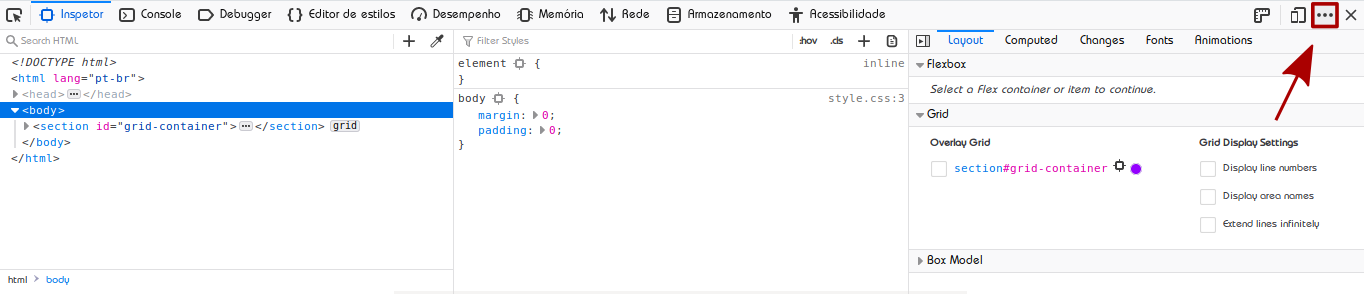 Inspetor Console Debugger {} Editor de estilos Desempenho Memória Rede Armazenamento Acessibilidade
Search HTML
<!DOCTYPE html>
<html lang="pt-br">
<head> ... </head>
<body>
<section id="grid-container"> ... </section> grid
</body>
</html>
html > body
Filter Styles :hov .cls +
element { inline
}
body { style.css:3
margin: 0;
padding: 0;
}
Layout Computed Changes Fonts Animations
Flexbox
Select a Flex container or item to continue.
Grid
Overlay Grid
section#grid-container
Grid Display Settings
Display line numbers
Display area names
Extend lines infinitely
Box Model